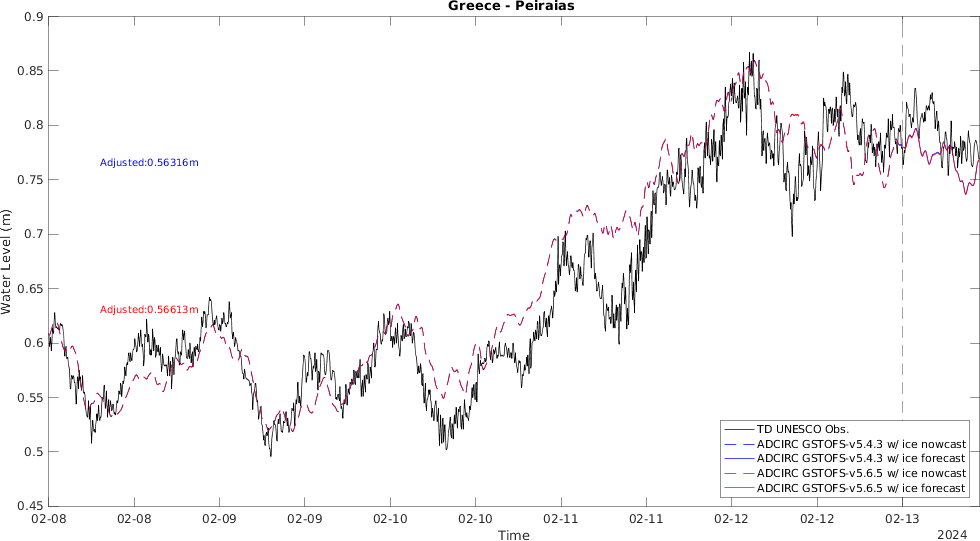 Greece - Peiraias
0.9
0.85
0.8
0.75
0.7
0.65
0.6
0.55
0.5
0.45
Water Level (m)
Adjusted:0.56316m
Adjusted:0.56613m
TD UNESCO Obs.
ADCIRC GSTOFS-v5.4.3 w/ ice nowcast
ADCIRC GSTOFS-v5.4.3 w/ ice forecast
ADCIRC GSTOFS-v5.6.5 w/ ice nowcast
ADCIRC GSTOFS-v5.6.5 w/ ice forecast
02-08 02-08 02-09 02-09 02-10 02-10 02-11 02-11 02-12 02-12 02-13
Time
2024